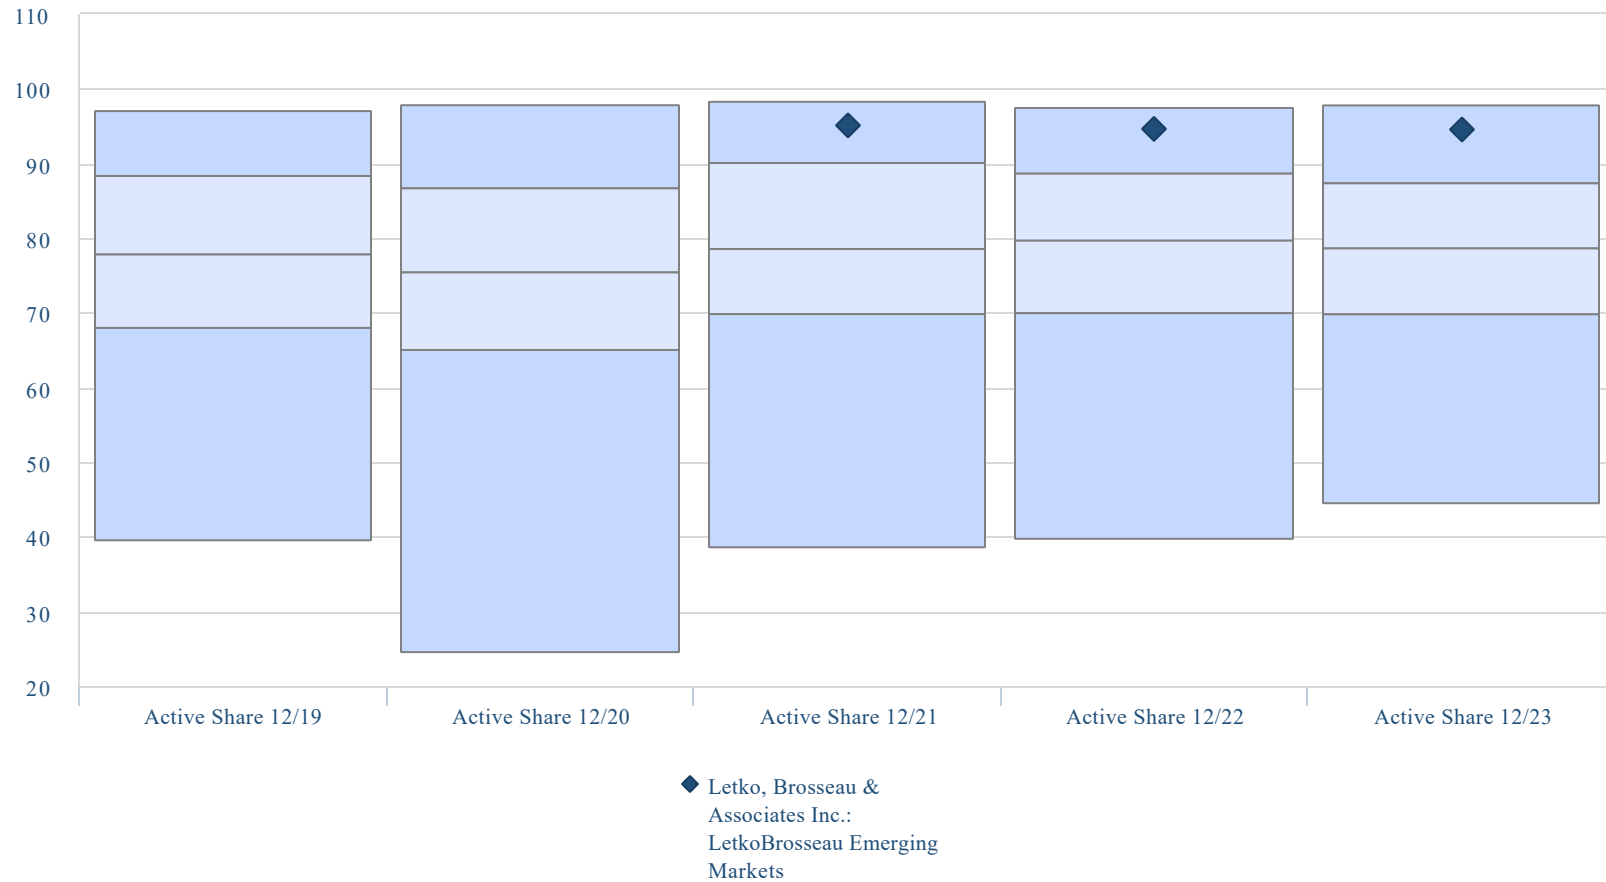 110
100
90
80
70
60
50
40
30
20
Active Share 12/19
Active Share 12/20
Active Share 12/21
Active Share 12/22
Active Share 12/23
Letko, Brosseau &
Associates Inc.:
LetkoBrosseau Emerging
Markets